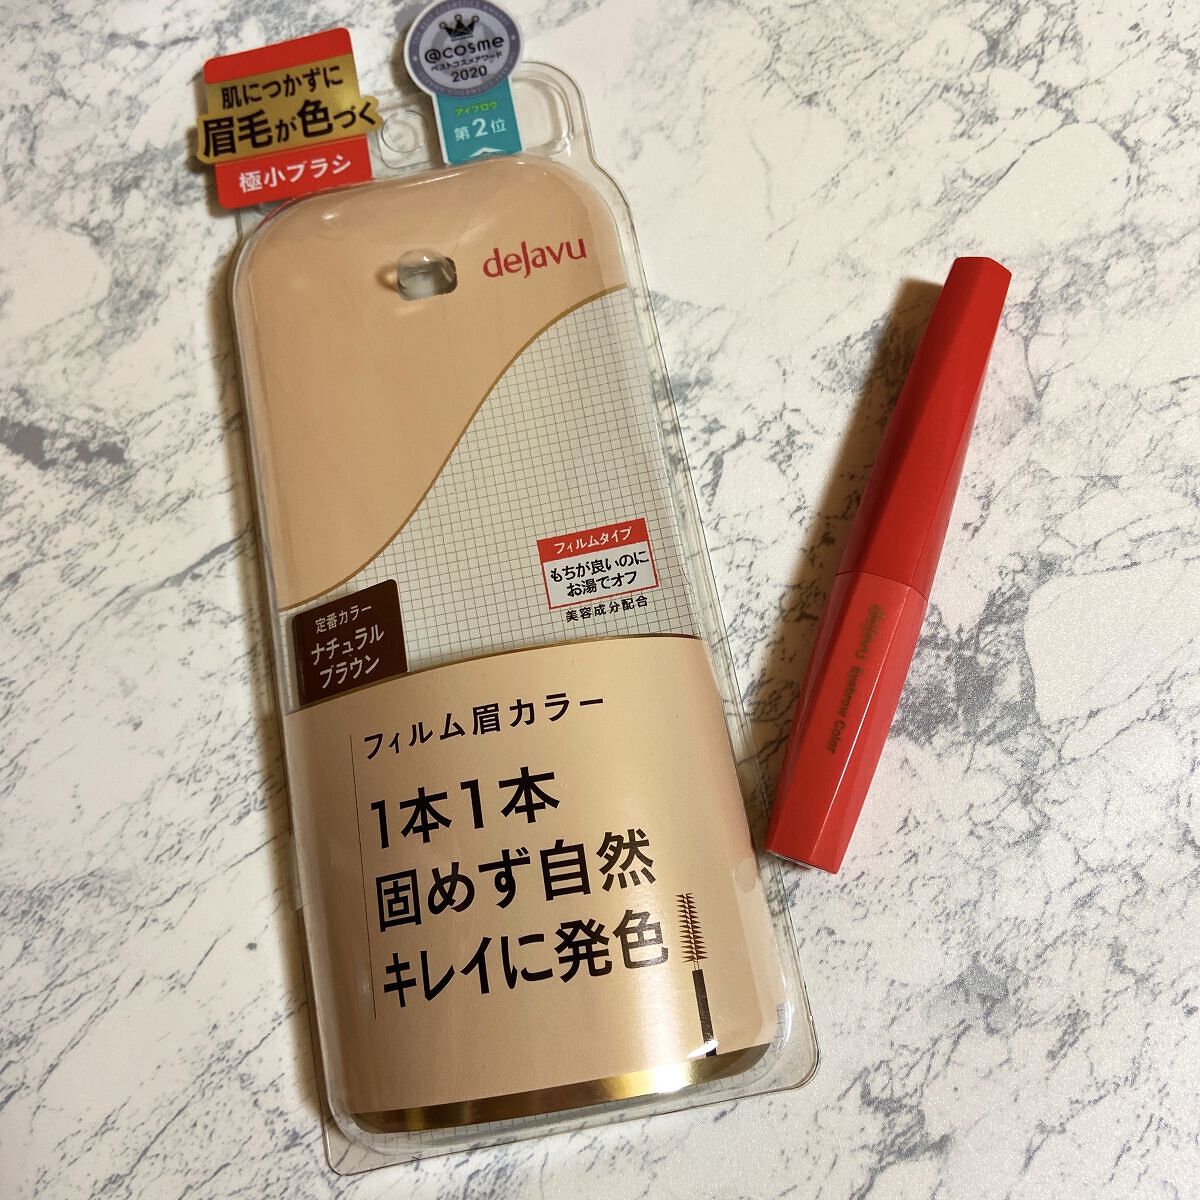 肌につかずに
眉毛が色づく
極小ブラシ
@cosme
ベストコスメアワード
2020
アイブロウ
第2位
dejavu
フィルムタイプ
もちが良いのに
お湯でオフ
美容成分配合
定番カラー
ナチュラル
ブラウン
フィルム眉カラー
1本1本
固めず自然
キレイに発色
dejavu Eyebrow Color